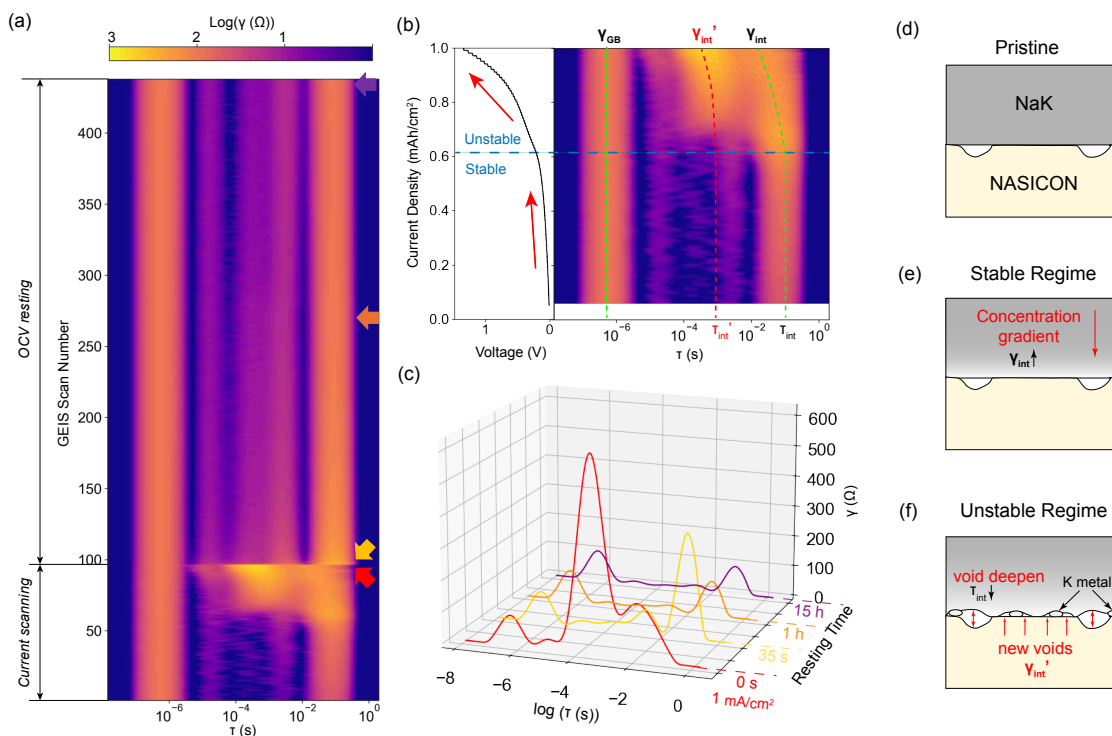 (a)
Log(γ (Ω))
3
2
1
OCV resting
Current scanning
GEIS Scan Number
400
350
300
250
200
150
100
50
10⁻⁶
10⁻⁴
10⁻²
10⁰
τ (s)
(b)
γGB
γint'
γint
Current Density (mAh/cm²)
1.0
0.8
0.6
0.4
0.2
0.0
Unstable
Stable
1
0
Voltage (V)
10⁻⁶
10⁻⁴
τint'
10⁻²
τint
10⁰
τ (s)
(c)
600
500
400
300
200
100
0
γ (Ω)
15 h
1 h
35 s
0 s
1 mA/cm²
Resting Time
-8
-6
-4
-2
0
log (τ (s))
(d)
Pristine
NaK
NASICON
(e)
Stable Regime
Concentration
gradient
γint
(f)
Unstable Regime
void deepen
τint
K metal
new voids
γint'